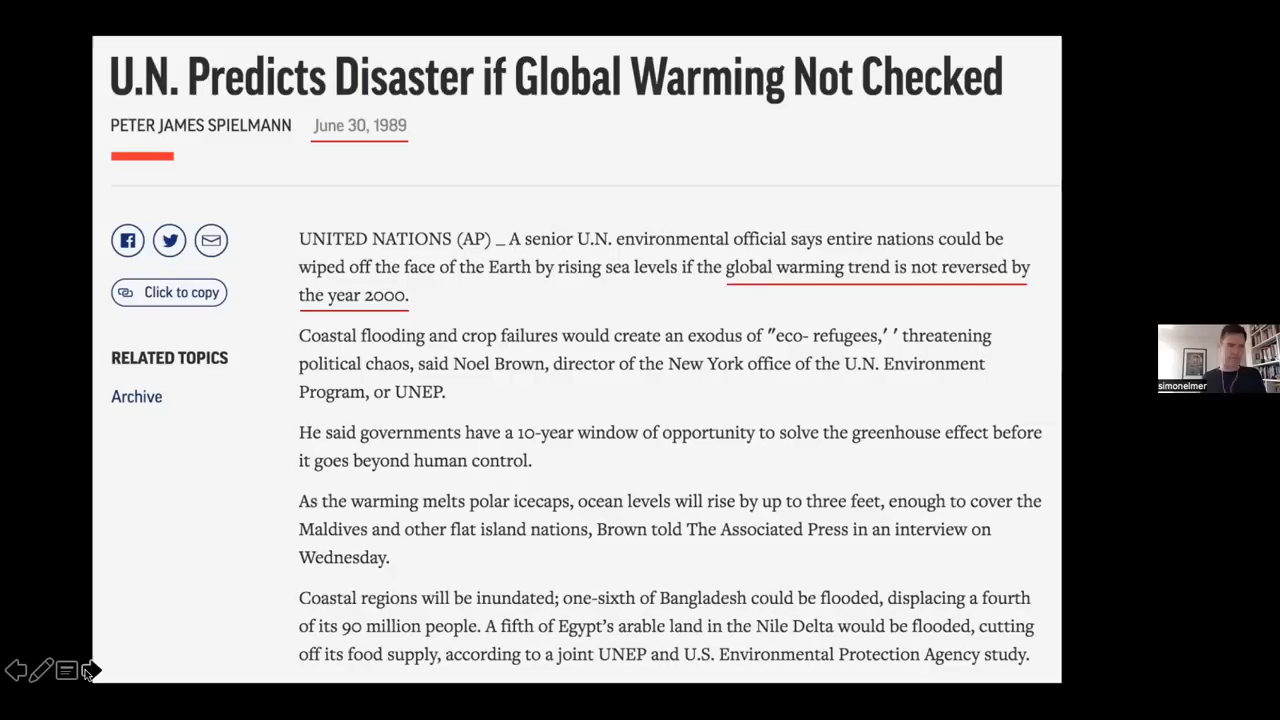 U.N. Predicts Disaster if Global Warming Not Checked
PETER JAMES SPIELMANN June 30, 1989
Click to copy
RELATED TOPICS
Archive
UNITED NATIONS (AP) _ A senior U.N. environmental official says entire nations could be
wiped off the face of the Earth by rising sea levels if the global warming trend is not reversed by
the year 2000.
Coastal flooding and crop failures would create an exodus of "eco- refugees,' ' threatening
political chaos, said Noel Brown, director of the New York office of the U.N. Environment
Program, or UNEP.
He said governments have a 10-year window of opportunity to solve the greenhouse effect before
it goes beyond human control.
As the warming melts polar icecaps, ocean levels will rise by up to three feet, enough to cover the
Maldives and other flat island nations, Brown told The Associated Press in an interview on
Wednesday.
Coastal regions will be inundated; one-sixth of Bangladesh could be flooded, displacing a fourth
of its 90 million people. A fifth of Egypt's arable land in the Nile Delta would be flooded, cutting
off its food supply, according to a joint UNEP and U.S. Environmental Protection Agency study.
simonelmer